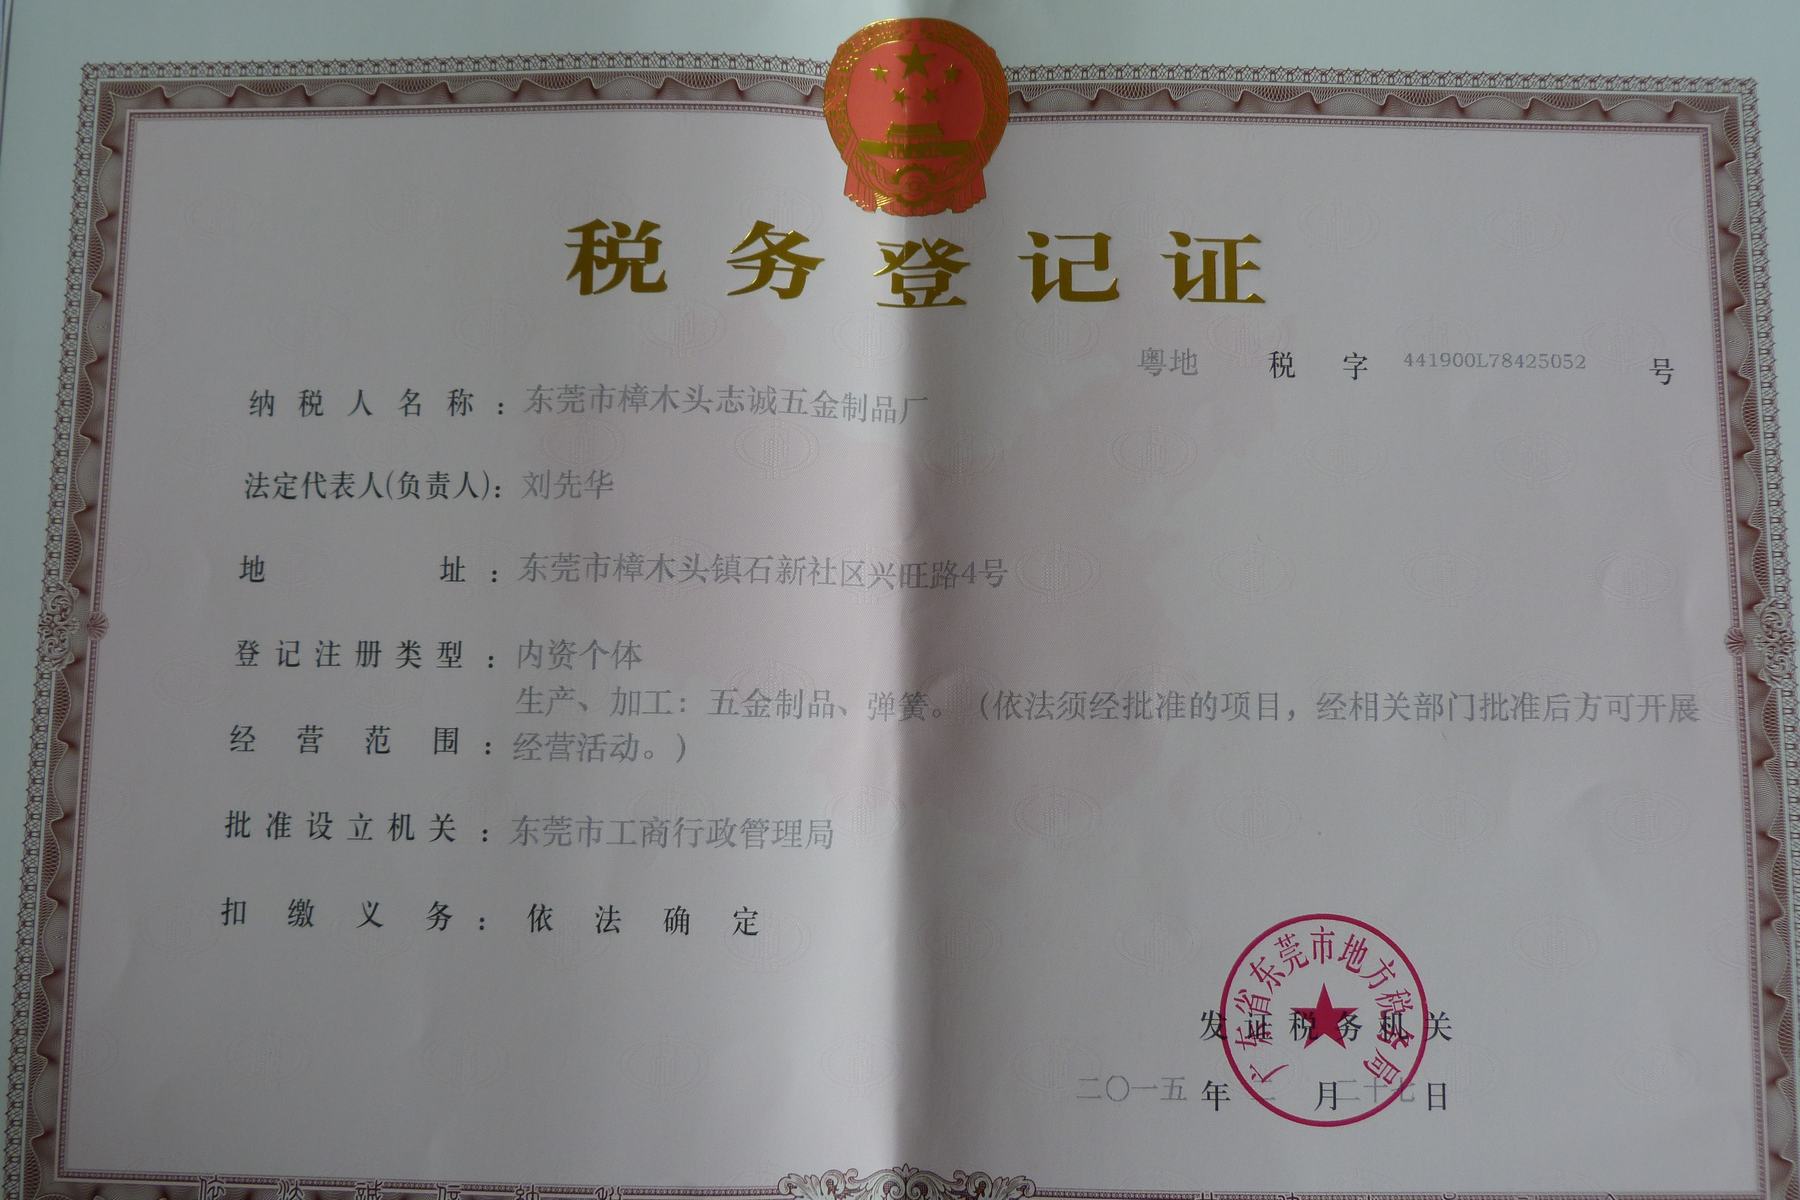 税务登记证
粤地 税 字 441900L78425052 号
纳税人名称：东莞市樟木头志诚五金制品厂
法定代表人(负责人)：刘先华
地址：东莞市樟木头镇石新社区兴旺路4号
登记注册类型：内资个体
生产、加工：五金制品、弹簧。（依法须经批准的项目，经相关部门批准后方可开展
经营范围：经营活动。）
批准设立机关：东莞市工商行政管理局
扣缴义务：依法确定
广东省东莞市地方税务局
发证税务机关
二〇一五 年 月 二十七 日